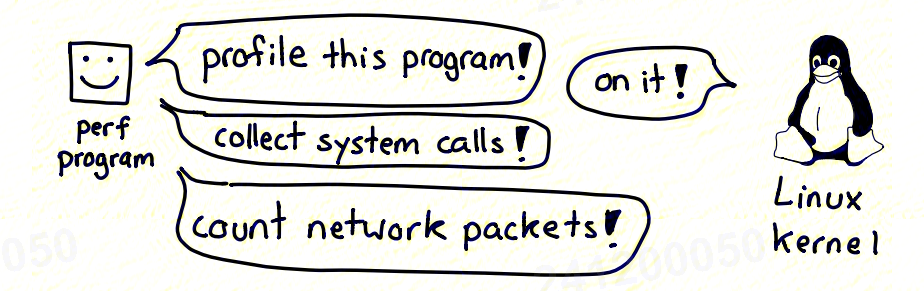 profile this program!
on it!
collect system calls!
count network packets!
perf
program
Linux
kernel